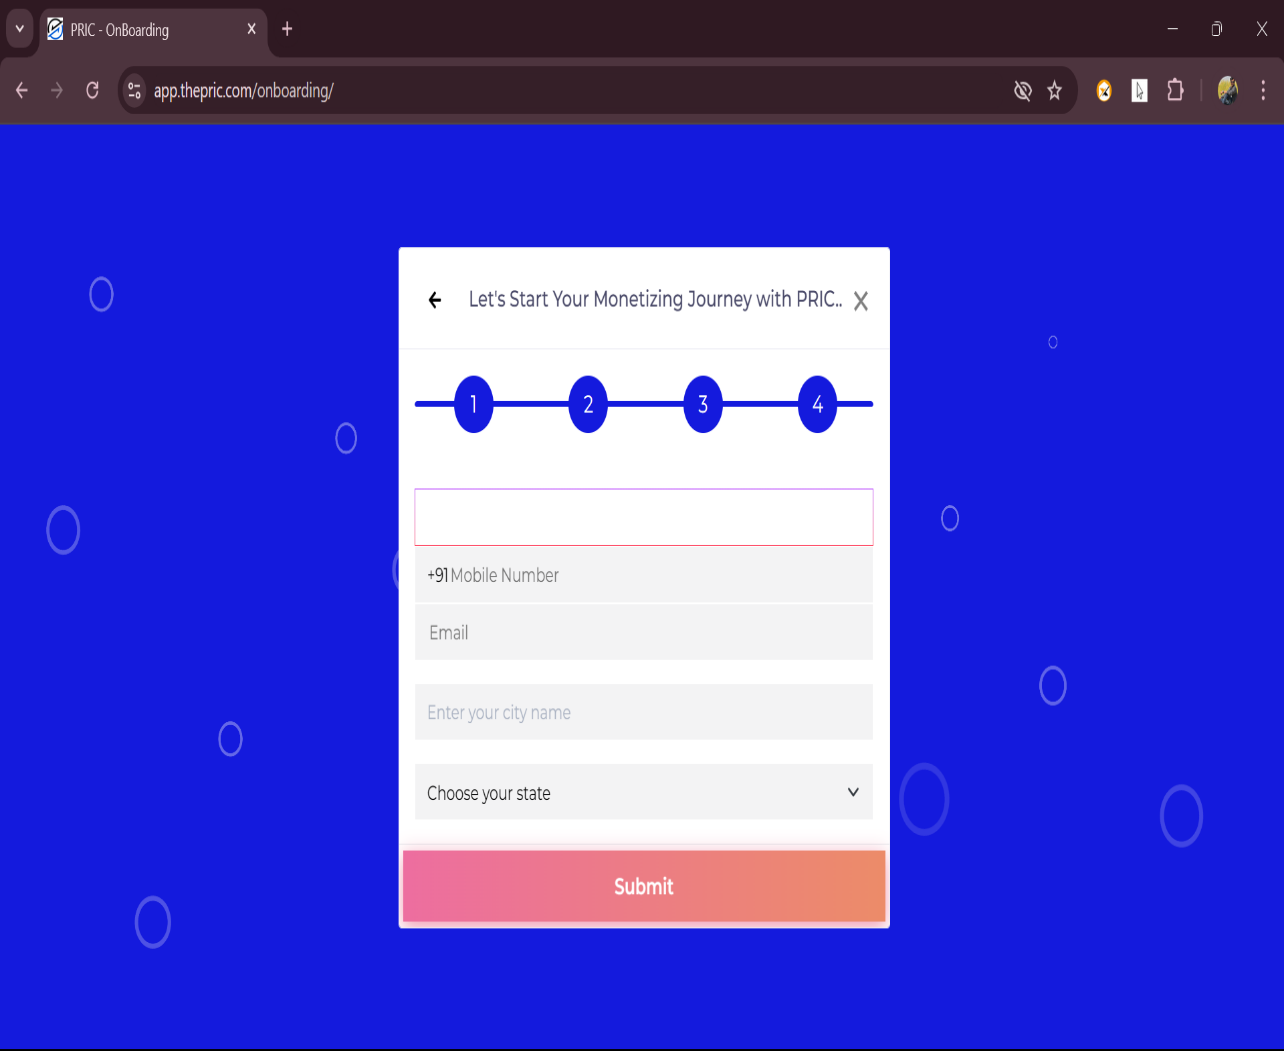 PRIC - OnBoarding
app.thepric.com/onboarding/
Let's Start Your Monetizing Journey with PRIC..
1 2 3 4
+91 Mobile Number
Email
Enter your city name
Choose your state
Submit